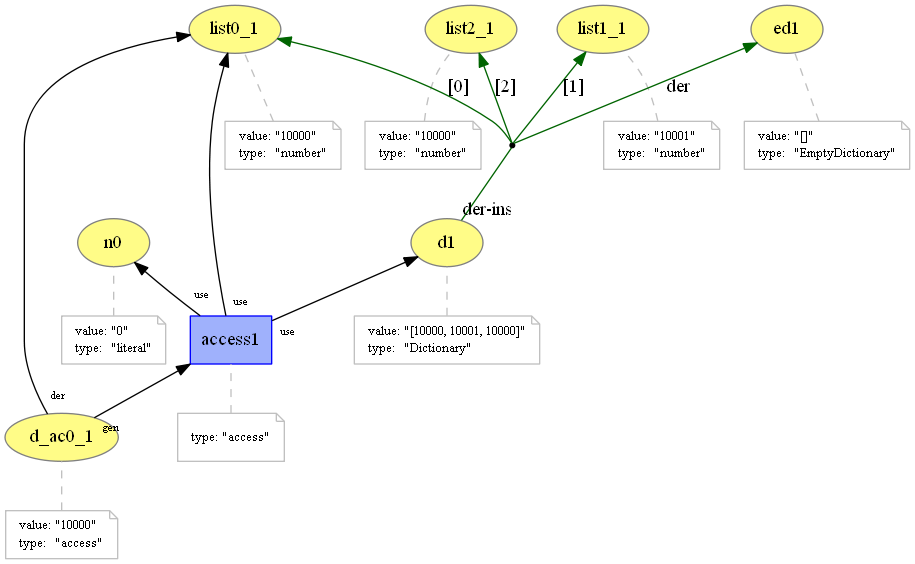 list0_1
list2_1
list1_1
ed1
[0]
[2]
[1]
der
value: "10000"
type: "number"
value: "10000"
type: "number"
value: "10001"
type: "number"
value: "[]"
type: "EmptyDictionary"
der-ins
n0
d1
use
use
use
value: "0"
type: "literal"
access1
value: "[10000, 10001, 10000]"
type: "Dictionary"
der
gen
d_ac0_1
type: "access"
value: "10000"
type: "access"